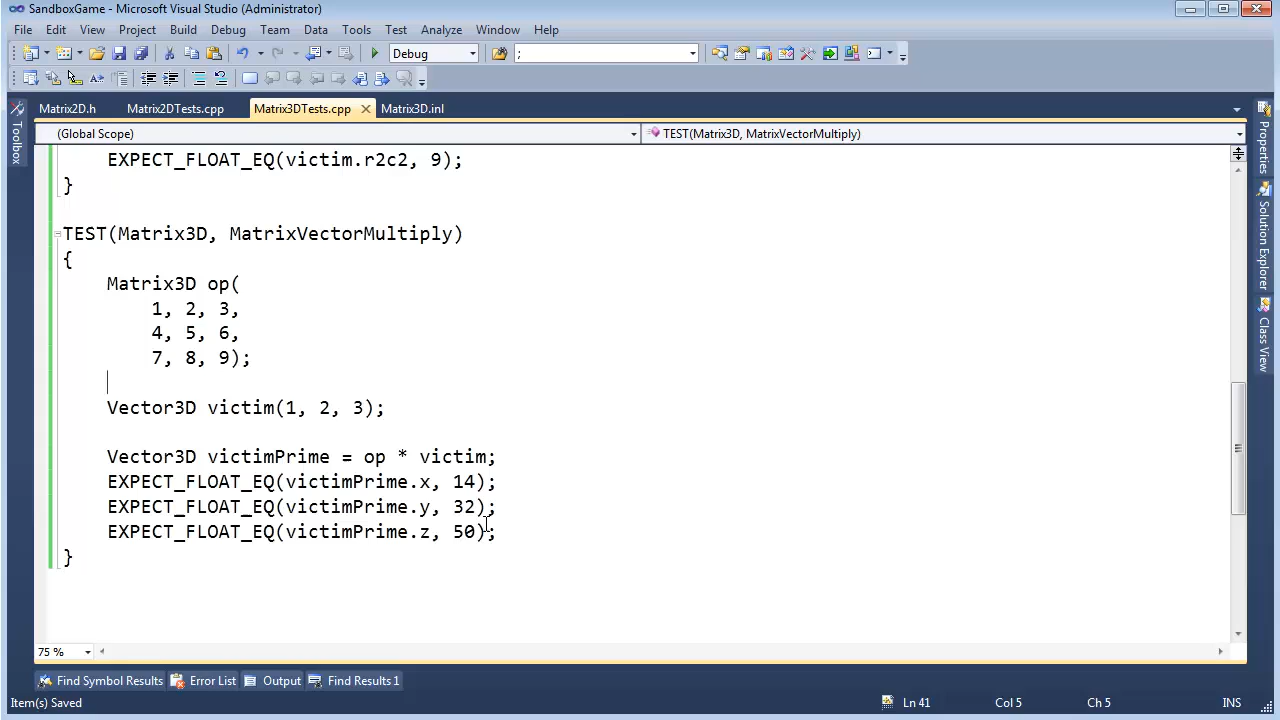 SandboxGame - Microsoft Visual Studio (Administrator)
File Edit View Project Build Debug Team Data Tools Test Analyze Window Help
Debug ;
Matrix2D.h Matrix2DTests.cpp Matrix3DTests.cpp Matrix3D.inl
(Global Scope) TEST(Matrix3D, MatrixVectorMultiply)
Toolbox
Properties
Solution Explorer
Class View
EXPECT_FLOAT_EQ(victim.r2c2, 9);
}
TEST(Matrix3D, MatrixVectorMultiply)
{
Matrix3D op(
1, 2, 3,
4, 5, 6,
7, 8, 9);
Vector3D victim(1, 2, 3);
Vector3D victimPrime = op * victim;
EXPECT_FLOAT_EQ(victimPrime.x, 14);
EXPECT_FLOAT_EQ(victimPrime.y, 32);
EXPECT_FLOAT_EQ(victimPrime.z, 50);
}
75 %
Find Symbol Results Error List Output Find Results 1
Item(s) Saved Ln 41 Col 5 Ch 5 INS